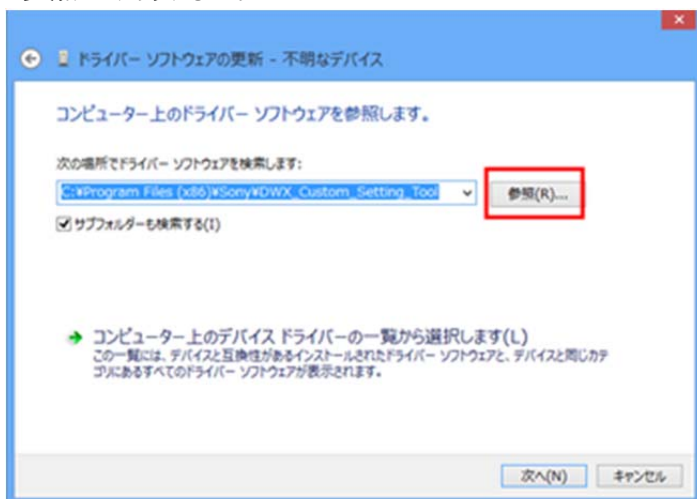 ドライバー ソフトウェアの更新 - 不明なデバイス
コンピューター上のドライバー ソフトウェアを参照します。
次の場所でドライバー ソフトウェアを検索します:
C:¥Program Files (x86)¥Sony¥DWX_Custom_Setting_Tool
参照(R)...
サブフォルダーも検索する(I)
コンピューター上のデバイス ドライバーの一覧から選択します(L)
この一覧には、デバイスと互換性があるインストールされたドライバー ソフトウェアと、デバイスと同じカテ
ゴリにあるすべてのドライバー ソフトウェアが表示されます。
次へ(N)
キャンセル